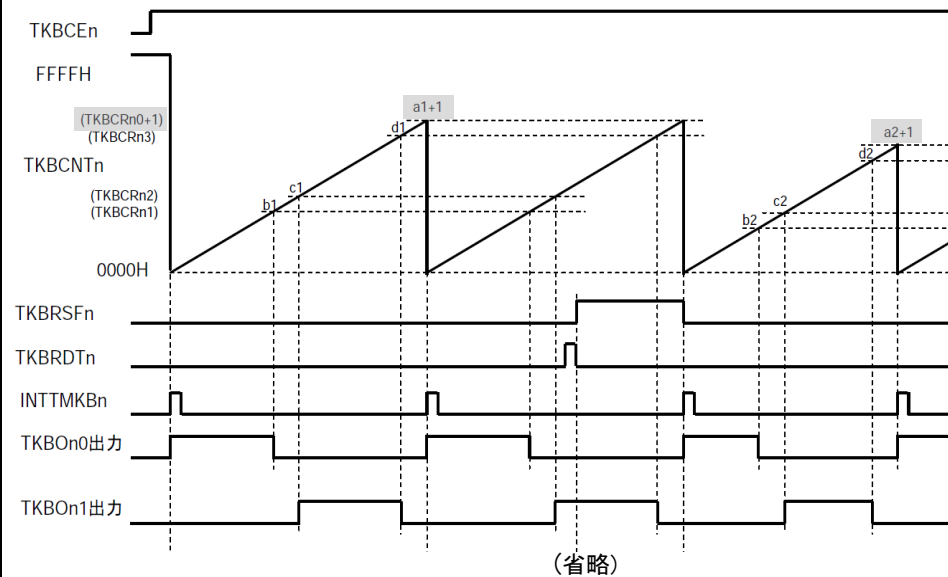 TKBCEn
FFFFH
a1+1
(TKBCRn0+1)
d1
a2+1
(TKBCRn3)
d2
TKBCNTn
c1
(TKBCRn2)
b1
c2
(TKBCRn1)
b2
0000H
TKBRSFn
TKBRDTn
INTTMKBn
TKBOn0出力
TKBOn1出力
(省略)